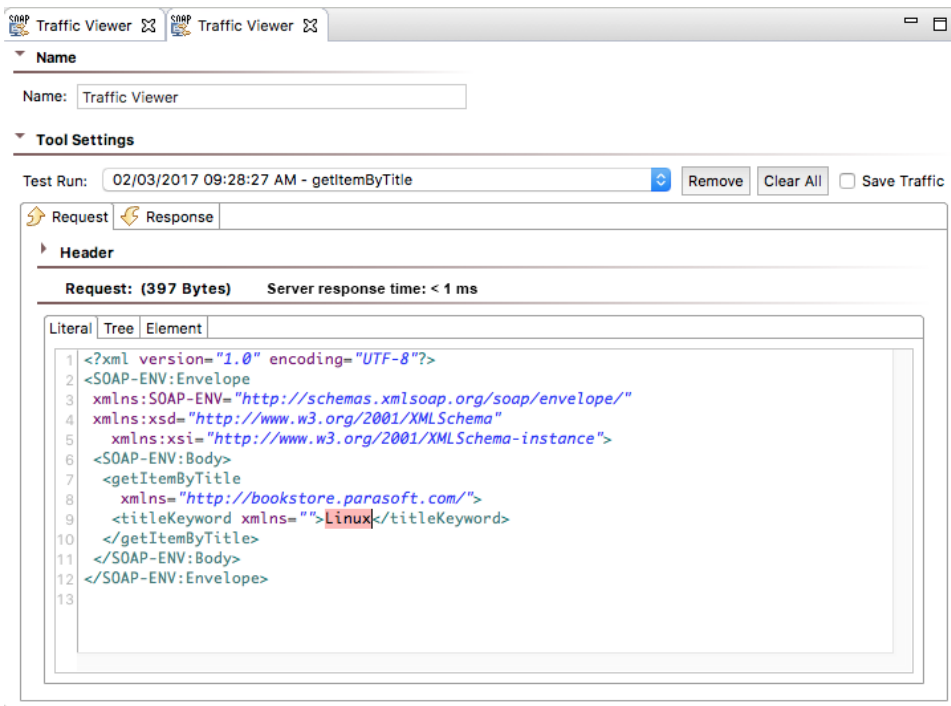 SOAP Traffic Viewer SOAP Traffic Viewer
Name
Name: Traffic Viewer
Tool Settings
Test Run: 02/03/2017 09:28:27 AM - getItemByTitle Remove Clear All Save Traffic
Request Response
Header
Request: (397 Bytes) Server response time: < 1 ms
Literal Tree Element
1 <?xml version="1.0" encoding="UTF-8"?>
2 <SOAP-ENV:Envelope
3 xmlns:SOAP-ENV="http://schemas.xmlsoap.org/soap/envelope/"
4 xmlns:xsd="http://www.w3.org/2001/XMLSchema"
5 xmlns:xsi="http://www.w3.org/2001/XMLSchema-instance">
6 <SOAP-ENV:Body>
7 <getItemByTitle
8 xmlns="http://bookstore.parasoft.com/">
9 <titleKeyword xmlns="">Linux</titleKeyword>
10 </getItemByTitle>
11 </SOAP-ENV:Body>
12 </SOAP-ENV:Envelope>
13